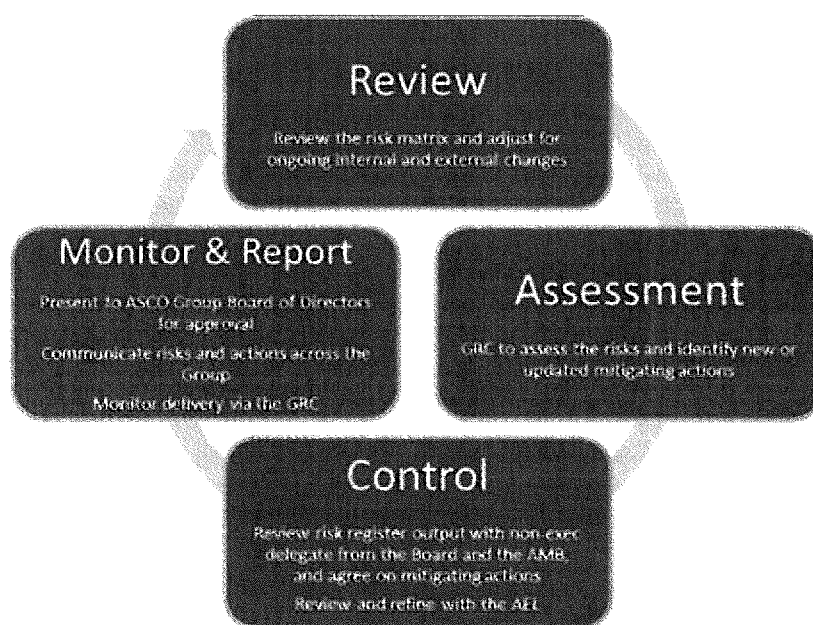 Review
Review the risk matrix and adjust for
ongoing internal and external changes
Assessment
GRC to assess the risks and identify new or
updated mitigating actions
Control
Review risk register output with non-exec
delegate from the Board and the AMB,
and agree on mitigating actions
Review and refine with the AEL
Monitor & Report
Present to ASCO Group Board of Directors
for approval
Communicate risks and actions across the
Group
Monitor delivery via the GRC